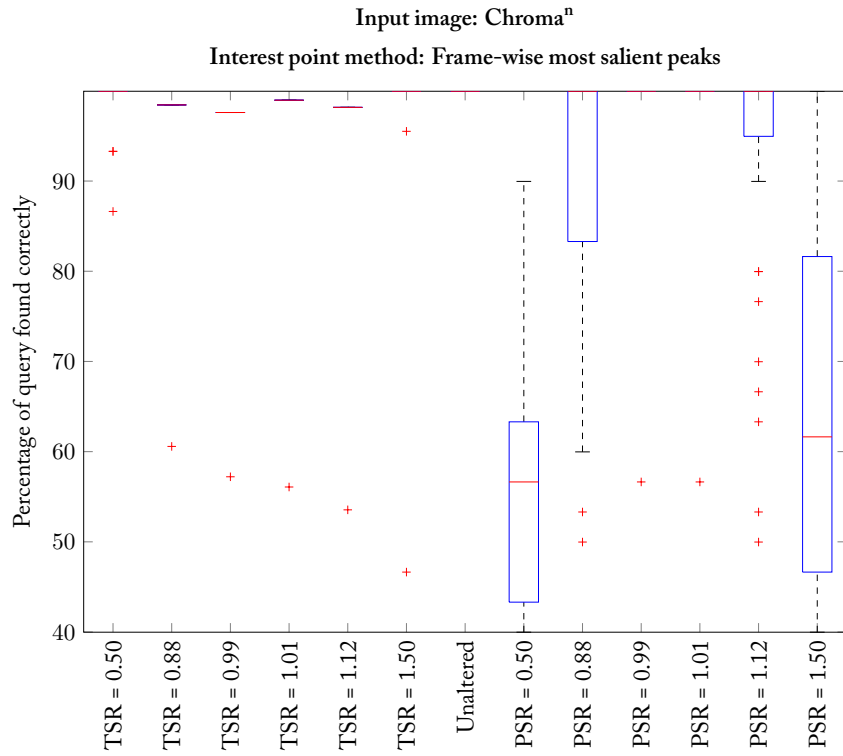 Input image: Chromaⁿ
Interest point method: Frame-wise most salient peaks
Percentage of query found correctly
90
80
70
60
50
40
TSR = 0.50
TSR = 0.88
TSR = 0.99
TSR = 1.01
TSR = 1.12
TSR = 1.50
Unaltered
PSR = 0.50
PSR = 0.88
PSR = 0.99
PSR = 1.01
PSR = 1.12
PSR = 1.50